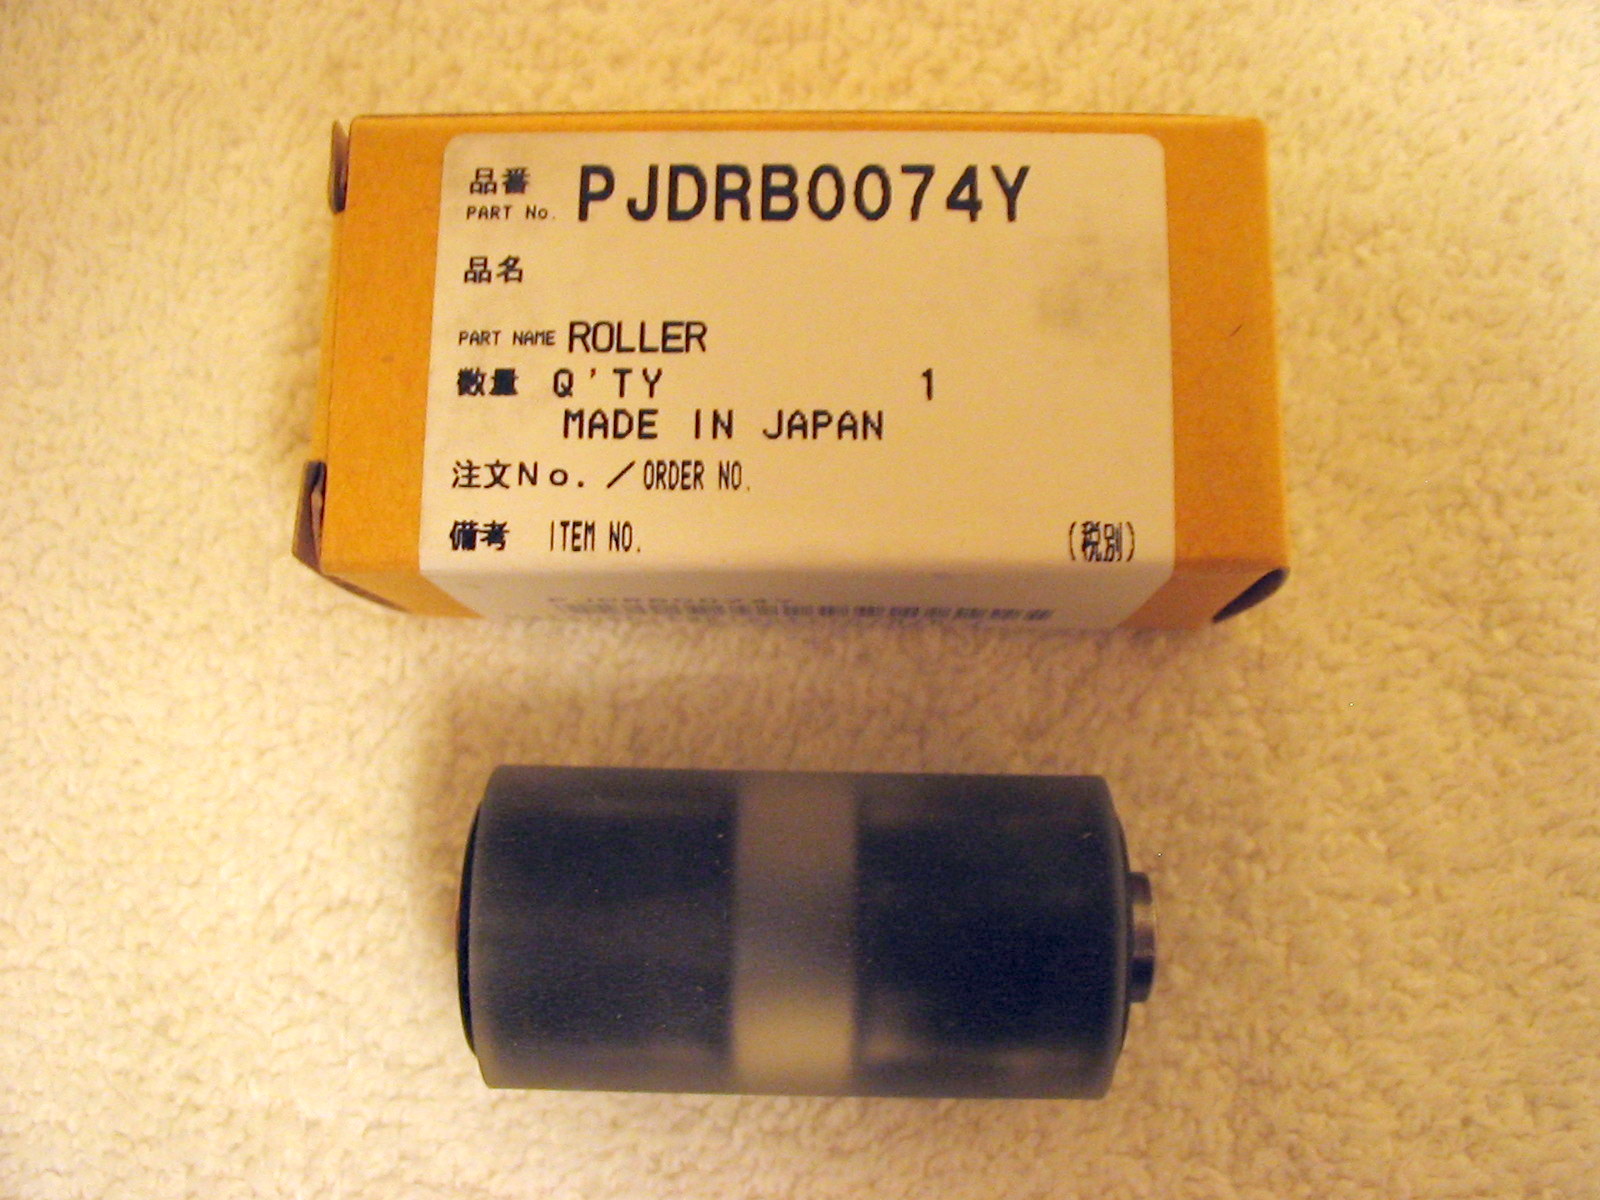 品番
PART No. PJDRB0074Y
品名
PART NAME ROLLER
数量 Q'TY 1
MADE IN JAPAN
注文No.／ORDER NO.
備考 ITEM NO. (税別)